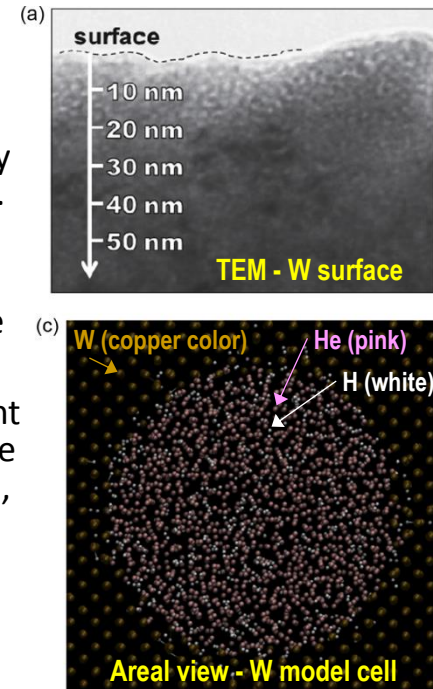 (a)
surface
10 nm
20 nm
30 nm
40 nm
50 nm
TEM - W surface
y
.
e
nt
e
,
(c)
W (copper color)
He (pink)
H (white)
Areal view - W model cell